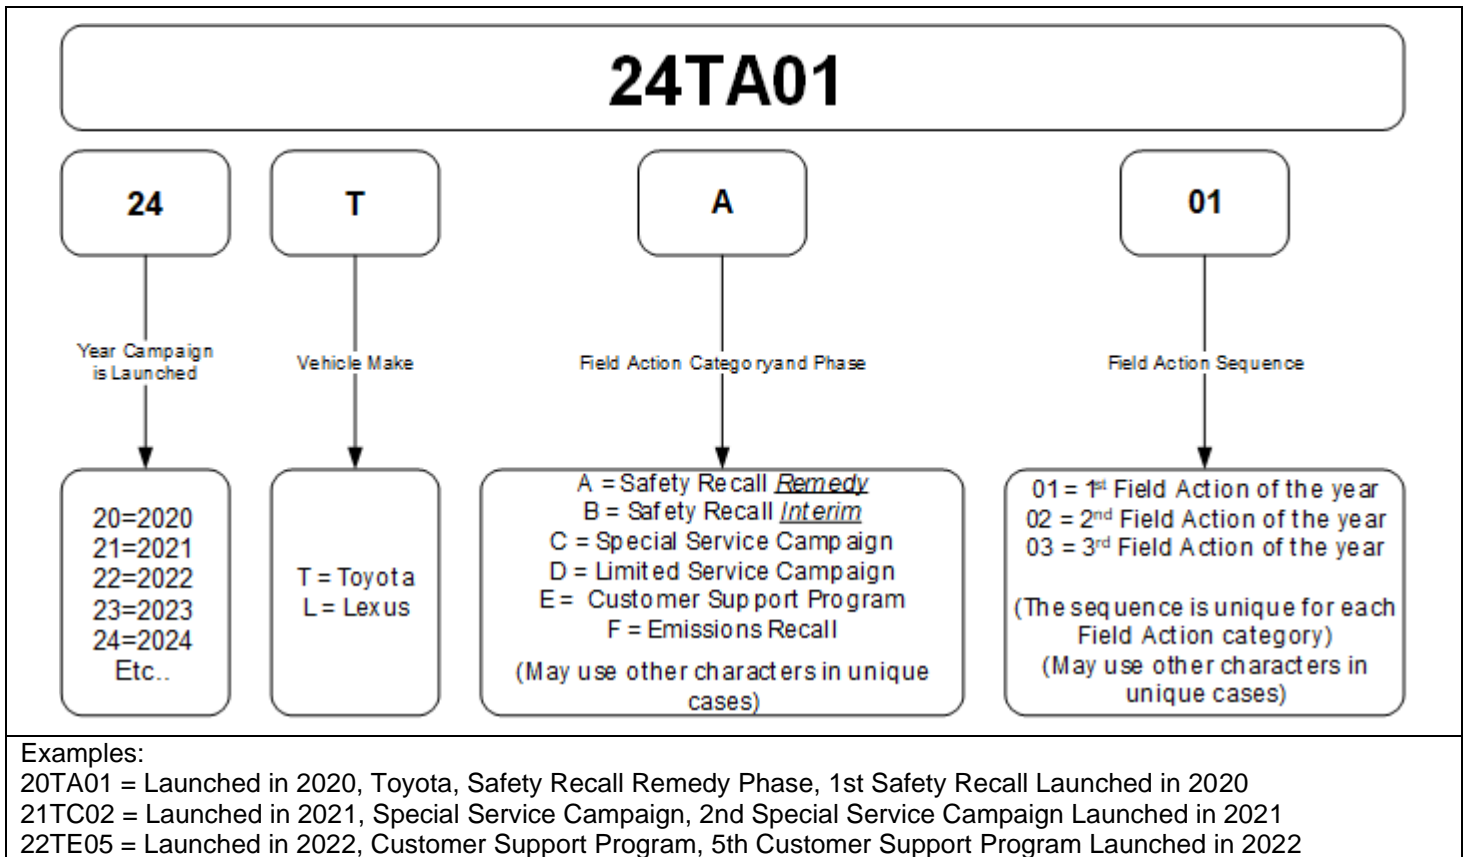 24TA01
24
T
A
01
Year Campaign
is Launched
Vehicle Make
Field Action Categoryand Phase
Field Action Sequence
20=2020
21=2021
22=2022
23=2023
24=2024
Etc..
T = Toyota
L = Lexus
A = Safety Recall Remedy
B = Safety Recall Interim
C = Special Service Campaign
D = Limited Service Campaign
E = Customer Support Program
F = Emissions Recall
(May use other characters in unique
cases)
01 = 1st Field Action of the year
02 = 2nd Field Action of the year
03 = 3rd Field Action of the year
(The sequence is unique for each
Field Action category)
(May use other characters in
unique cases)
Examples:
20TA01 = Launched in 2020, Toyota, Safety Recall Remedy Phase, 1st Safety Recall Launched in 2020
21TC02 = Launched in 2021, Special Service Campaign, 2nd Special Service Campaign Launched in 2021
22TE05 = Launched in 2022, Customer Support Program, 5th Customer Support Program Launched in 2022